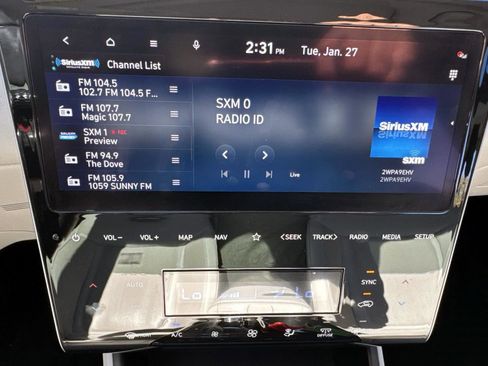 2:31 PM Tue, Jan. 27
SiriusXM Channel List
FM 104.5
102.7 FM 104.5 F...
FM 107.7
Magic 107.7
SXM 1
Preview
FM 94.9
The Dove
FM 105.9
1059 SUNNY FM
SXM 0
RADIO ID
Live
SiriusXM
sxm
2WPA9EHV
2WPA9EHV
VOL− VOL+ MAP NAV <SEEK TRACK> RADIO MEDIA SETUP
AUTO
Lo
Lo
SYNC
A/C
DIFFUSE